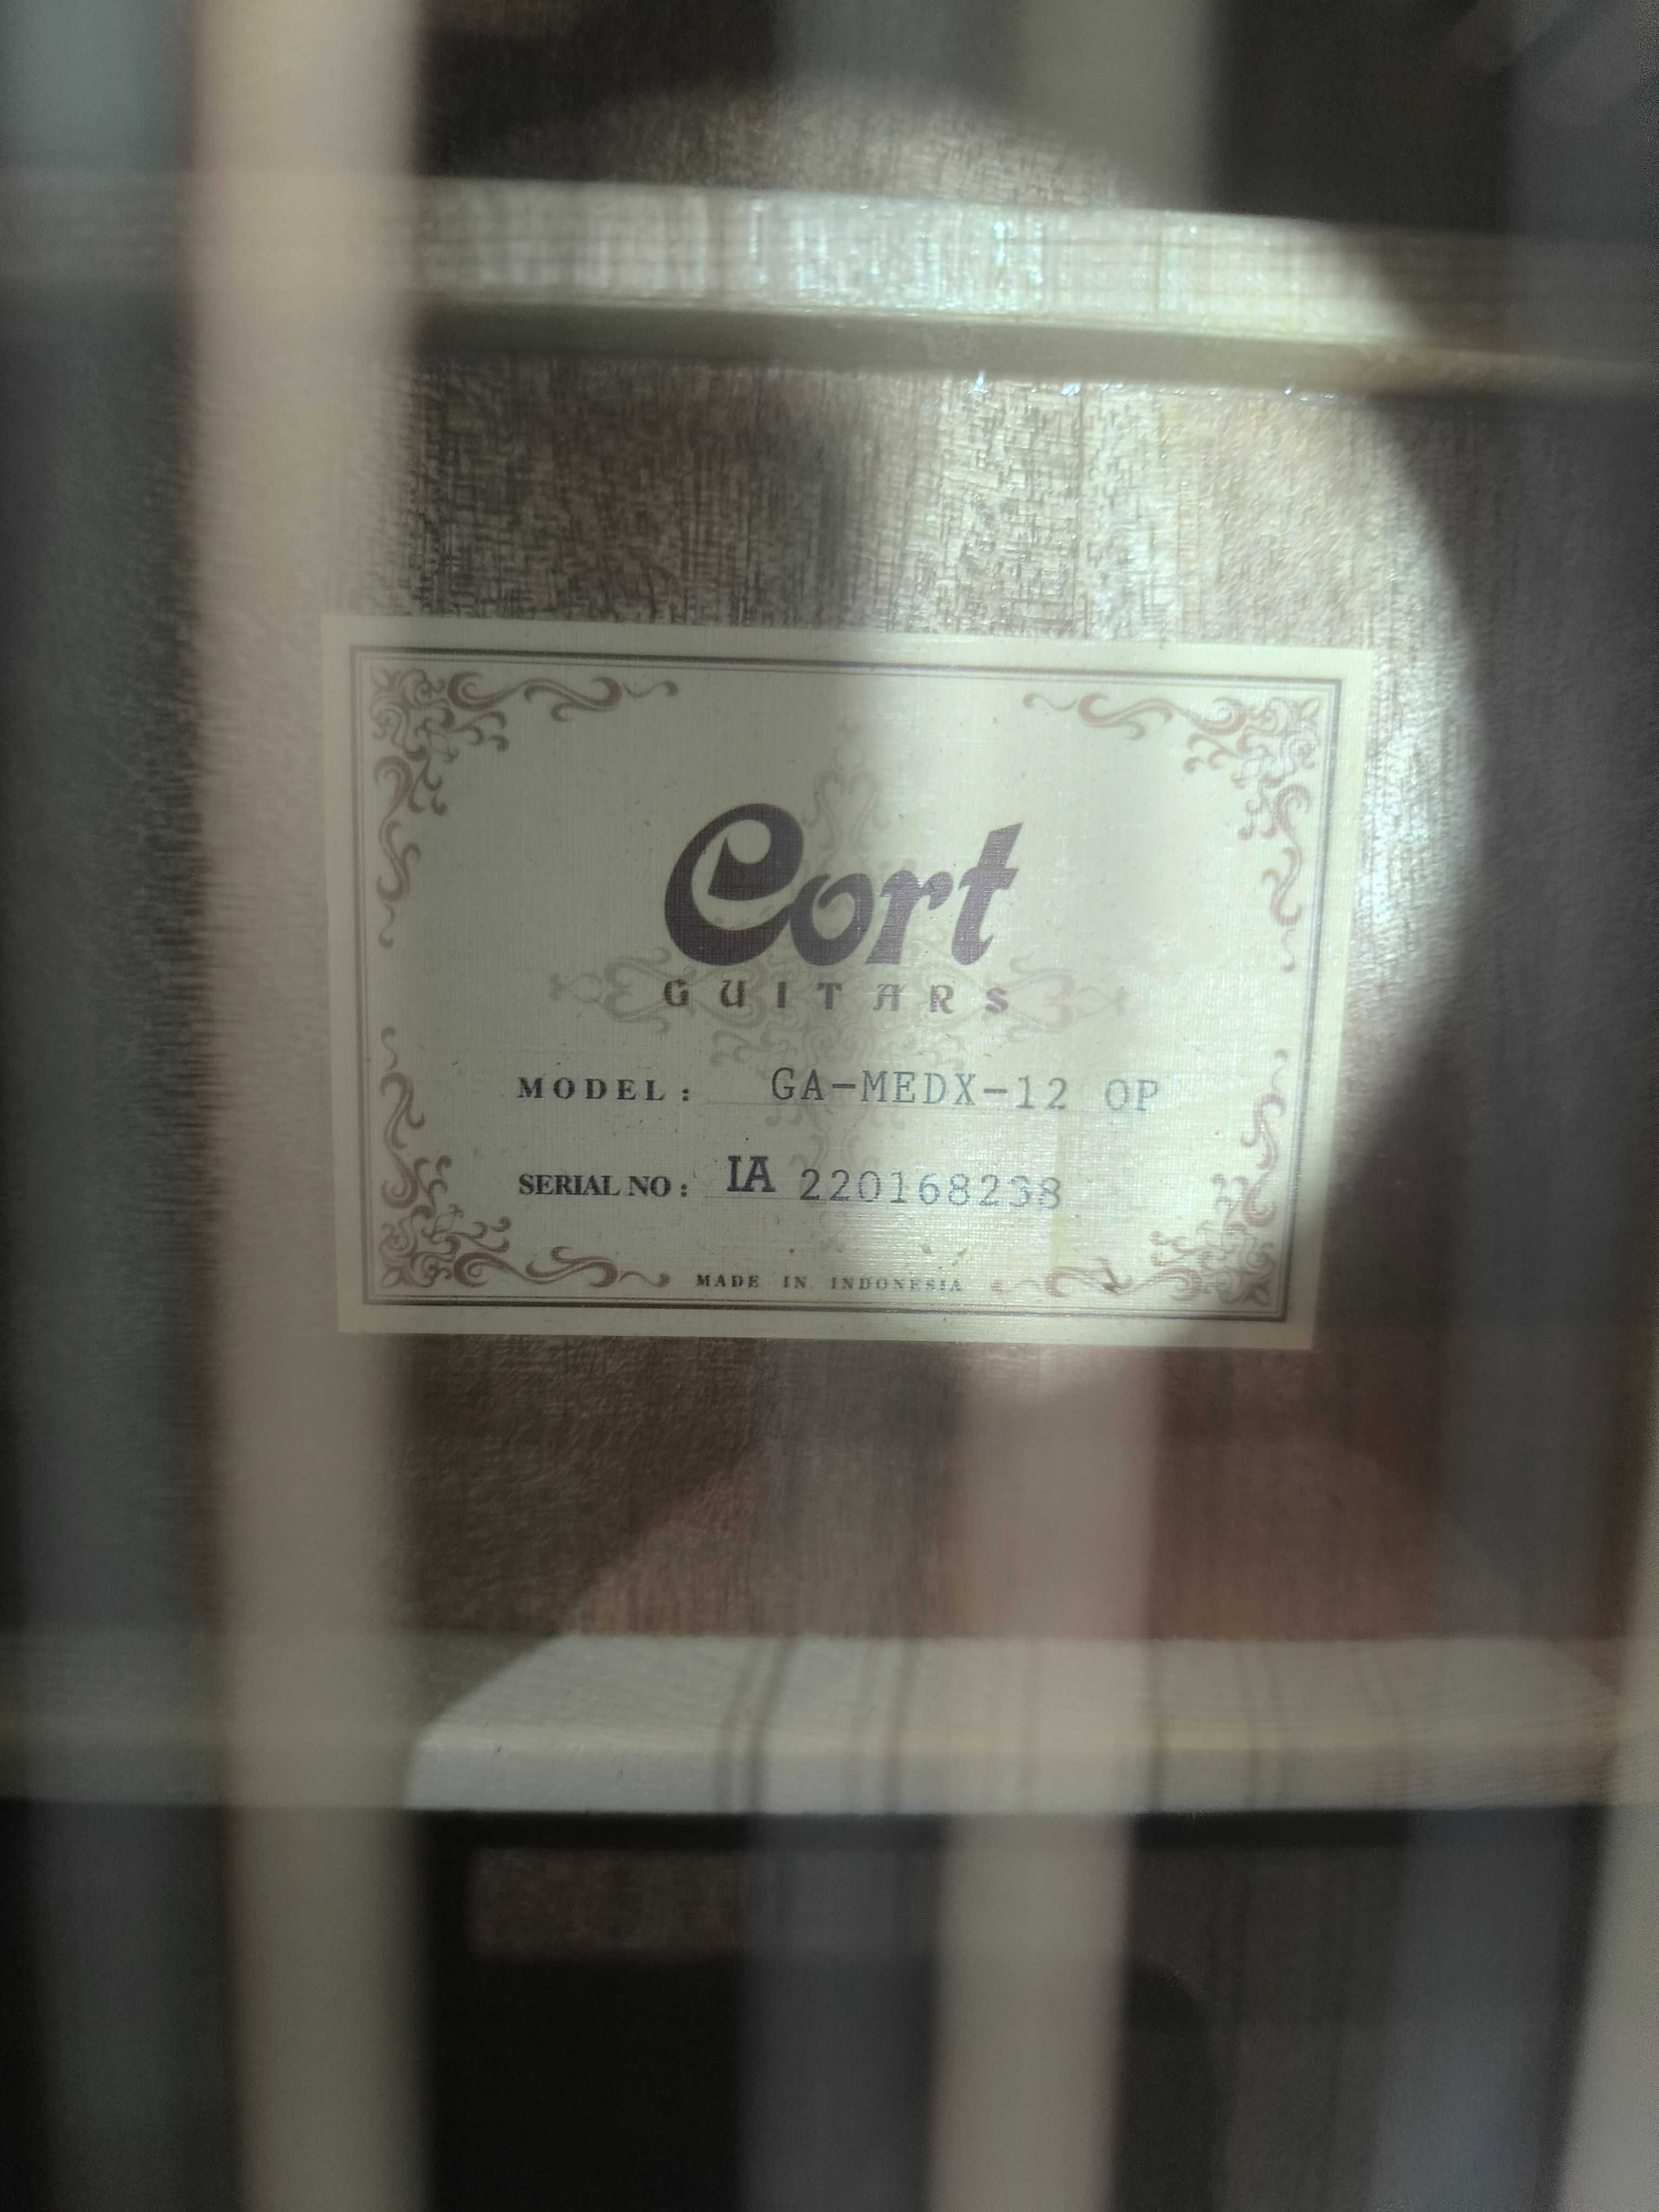 Cort
GUITARS
MODEL: GA-MEDX-12 OP
SERIAL NO: IA 220168238
MADE IN INDONESIA